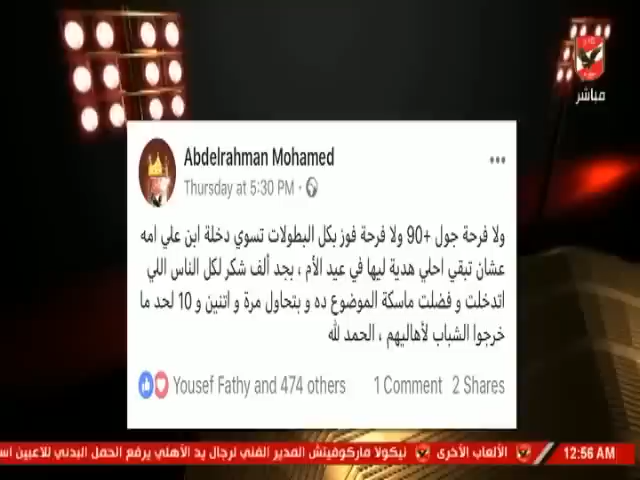 مباشر
Abdelrahman Mohamed
Thursday at 5:30 PM
ولا فرحة جول +90 ولا فرحة فوز بكل البطولات تسوي دخلة ابن علي امه
عشان تبقي احلي هدية ليها في عيد الأم ، بجد ألف شكر لكل الناس اللي
اتدخلت و فضلت ماسكة الموضوع ده و بتحاول مرة و اتنين و 10 لحد ما
خرجوا الشباب لأهاليهم ، الحمد لله
Yousef Fathy and 474 others 1 Comment 2 Shares
12:56 AM الألعاب الأخرى نيكولا ماركوفيتش المدير الفني لرجال يد الأهلي يرفع الحمل البدني للاعبين است